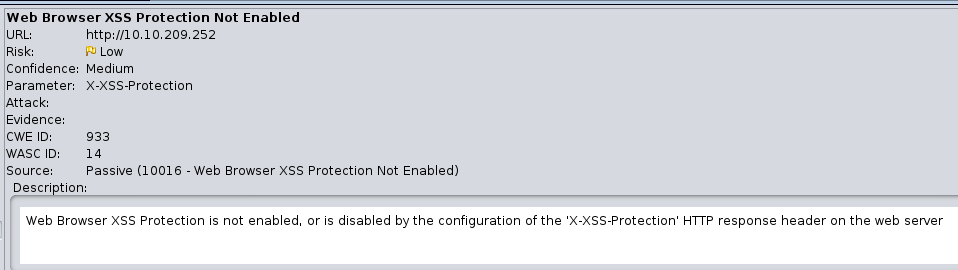 Web Browser XSS Protection Not Enabled
URL: http://10.10.209.252
Risk: Low
Confidence: Medium
Parameter: X-XSS-Protection
Attack:
Evidence:
CWE ID: 933
WASC ID: 14
Source: Passive (10016 - Web Browser XSS Protection Not Enabled)
Description:
Web Browser XSS Protection is not enabled, or is disabled by the configuration of the 'X-XSS-Protection' HTTP response header on the web server